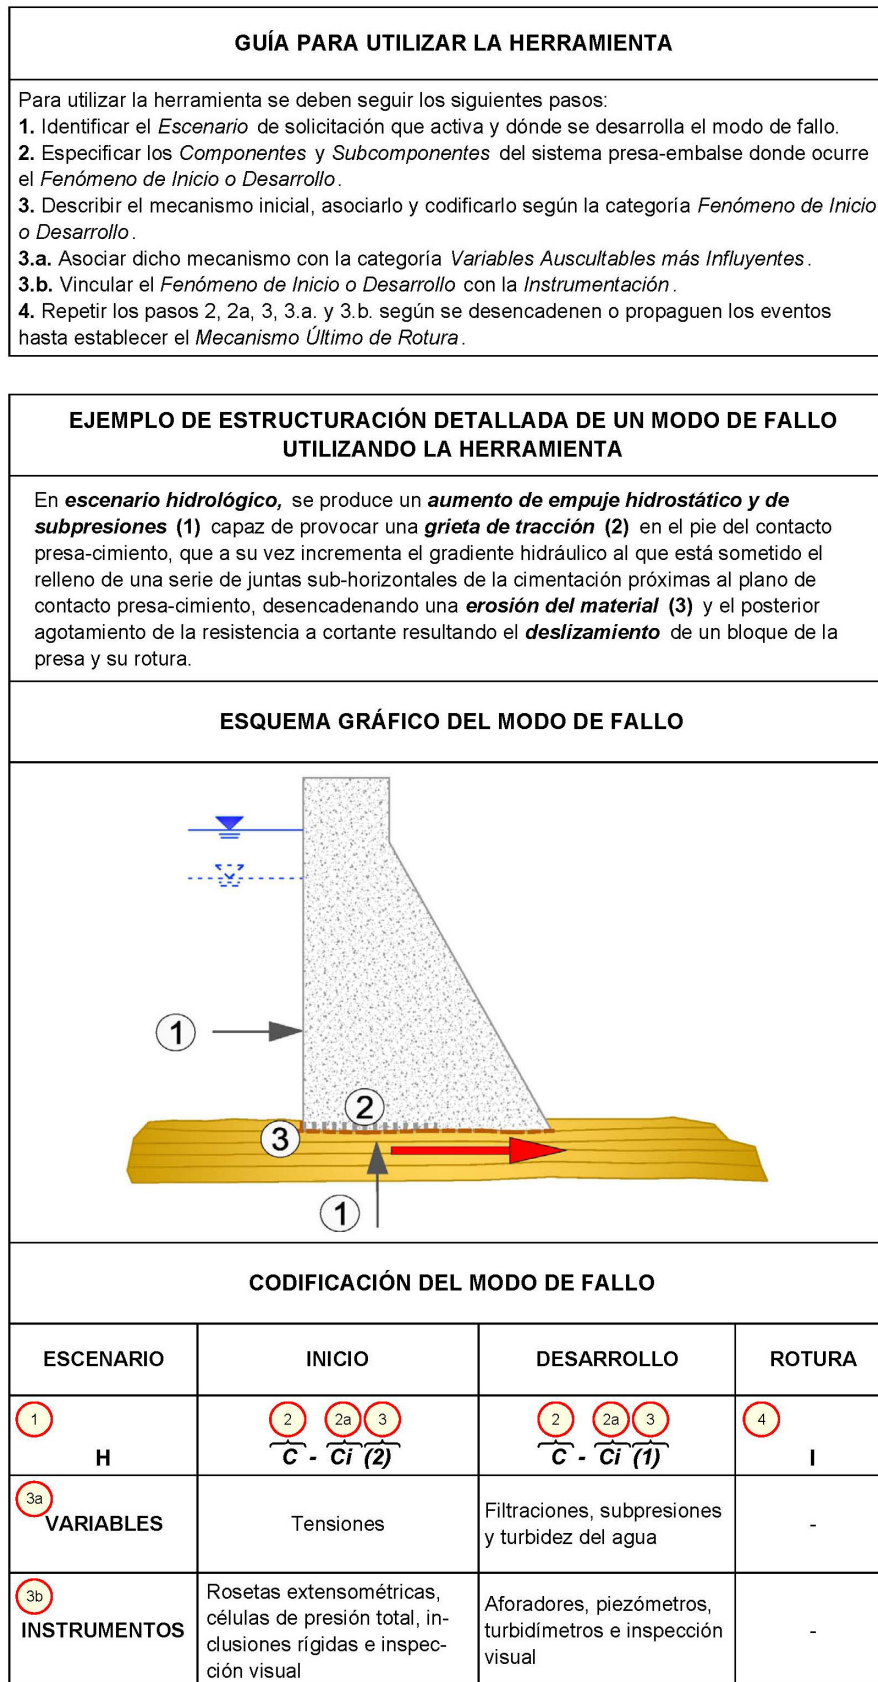 GUÍA PARA UTILIZAR LA HERRAMIENTA
Para utilizar la herramienta se deben seguir los siguientes pasos:
1. Identificar el Escenario de solicitación que activa y dónde se desarrolla el modo de fallo.
2. Especificar los Componentes y Subcomponentes del sistema presa-embalse donde ocurre
el Fenómeno de Inicio o Desarrollo.
3. Describir el mecanismo inicial, asociarlo y codificarlo según la categoría Fenómeno de Inicio
o Desarrollo.
3.a. Asociar dicho mecanismo con la categoría Variables Auscultables más Influyentes.
3.b. Vincular el Fenómeno de Inicio o Desarrollo con la Instrumentación.
4. Repetir los pasos 2, 2a, 3, 3.a. y 3.b. según se desencadenen o propaguen los eventos
hasta establecer el Mecanismo Último de Rotura.
EJEMPLO DE ESTRUCTURACIÓN DETALLADA DE UN MODO DE FALLO
UTILIZANDO LA HERRAMIENTA
En escenario hidrológico, se produce un aumento de empuje hidrostático y de
subpresiones (1) capaz de provocar una grieta de tracción (2) en el pie del contacto
presa-cimiento, que a su vez incrementa el gradiente hidráulico al que está sometido el
relleno de una serie de juntas sub-horizontales de la cimentación próximas al plano de
contacto presa-cimiento, desencadenando una erosión del material (3) y el posterior
agotamiento de la resistencia a cortante resultando el deslizamiento de un bloque de la
presa y su rotura.
ESQUEMA GRÁFICO DEL MODO DE FALLO
1
2
3
1
CODIFICACIÓN DEL MODO DE FALLO
ESCENARIO INICIO DESARROLLO ROTURA
1 2 2a 3 2 2a 3 4
H C - Ci (2) C - Ci (1) I
3a
VARIABLES
Tensiones
Filtraciones, subpresiones
y turbidez del agua
-
3b
INSTRUMENTOS
Rosetas extensométricas,
células de presión total, in-
clusiones rígidas e inspec-
ción visual
Aforadores, piezómetros,
turbidímetros e inspección
visual
-